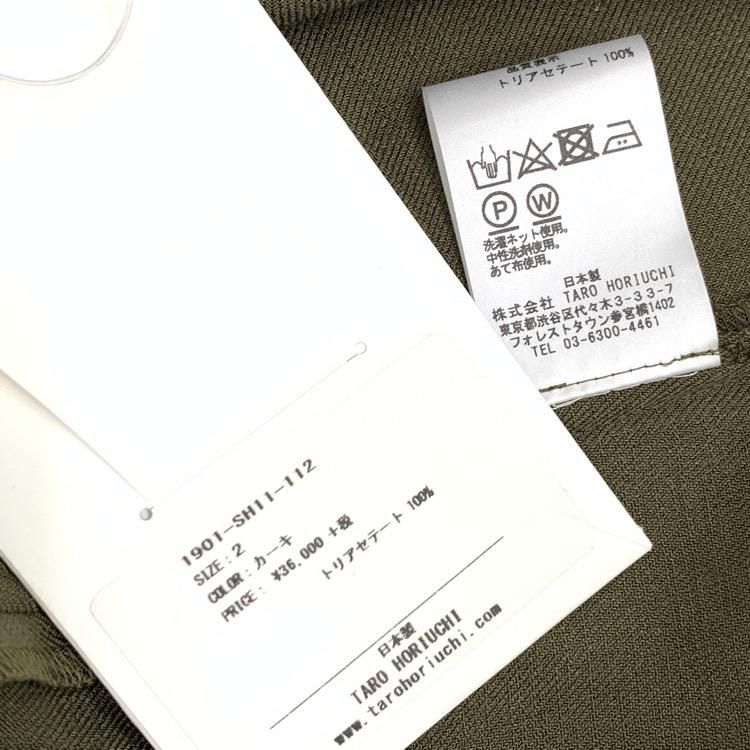 品質表示
トリアセテート 100%
P W
洗濯ネット使用。
中性洗剤使用。
あて布使用。
日本製
株式会社 TARO HORIUCHI
東京都渋谷区代々木3-33-7
フォレストタウン参宮橋1402
TEL 03-6300-4461
1901-SH11-112
SIZE: 2
COLOR: カーキ
PRICE: ¥36,000 +税
トリアセテート 100%
日本製
TARO HORIUCHI
www.tarohoriuchi.com